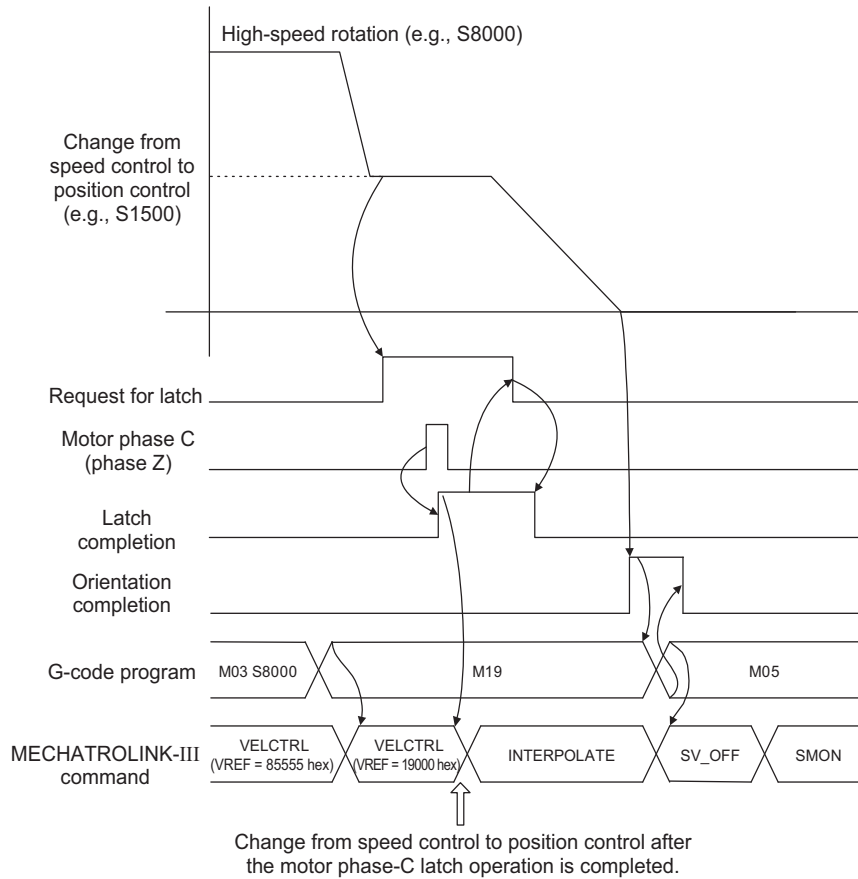 High-speed rotation (e.g., S8000)
Change from
speed control to
position control
(e.g., S1500)
Request for latch
Motor phase C
(phase Z)
Latch
completion
Orientation
completion
G-code program
M03 S8000
M19
M05
MECHATROLINK-III
command
VELCTRL
(VREF = 85555 hex)
VELCTRL
(VREF = 19000 hex)
INTERPOLATE
SV_OFF
SMON
Change from speed control to position control after
the motor phase-C latch operation is completed.